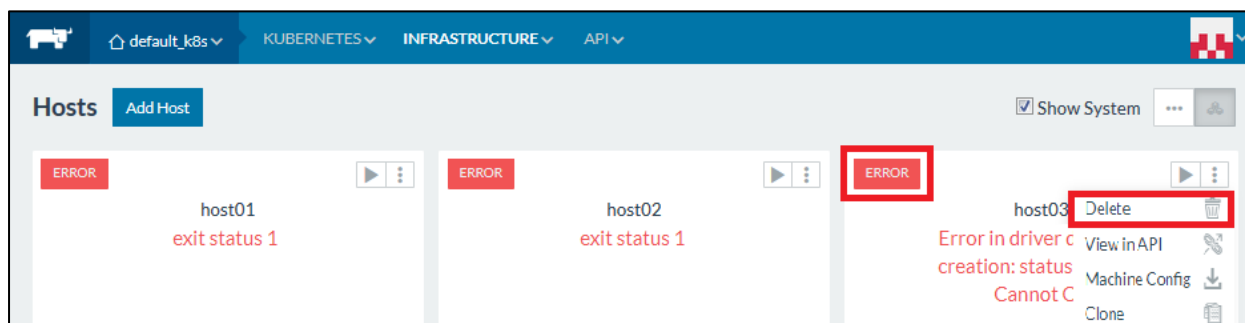 default_k8s KUBERNETES INFRASTRUCTURE API
Hosts Add Host Show System
ERROR ERROR ERROR
host01 host02 host03 Delete
exit status 1 exit status 1 Error in driver View in API
creation: status Machine Config
Cannot Clone